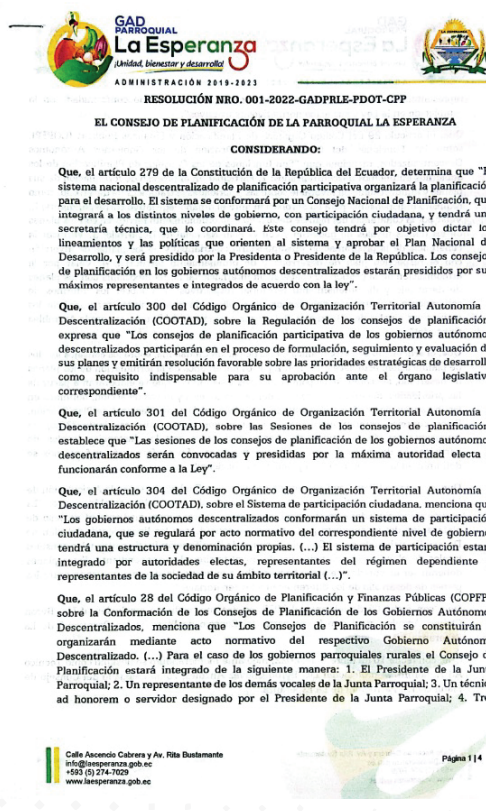 GAD
PARROQUIAL
La Esperanza
¡Unidad, bienestar y desarrollo!
ADMINISTRACIÓN 2019-2023
RESOLUCIÓN NRO. 001-2022-GADPRLE-PDOT-CPP
EL CONSEJO DE PLANIFICACIÓN DE LA PARROQUIAL LA ESPERANZA
CONSIDERANDO:
Que, el artículo 279 de la Constitución de la República del Ecuador, determina que "E
sistema nacional descentralizado de planificación participativa organizará la planificació
para el desarrollo. El sistema se conformará por un Consejo Nacional de Planificación, qu
integrará a los distintos niveles de gobierno, con participación ciudadana, y tendrá un
secretaría técnica, que lo coordinará. Este consejo tendrá por objetivo dictar lo
lineamientos y las políticas que orienten al sistema y aprobar el Plan Nacional d
Desarrollo, y será presidido por la Presidenta o Presidente de la República. Los consejo
de planificación en los gobiernos autónomos descentralizados estarán presididos por su
máximos representantes e integrados de acuerdo con la ley".
Que, el artículo 300 del Código Orgánico de Organización Territorial Autonomía
Descentralización (COOTAD), sobre la Regulación de los consejos de planificación
expresa que "Los consejos de planificación participativa de los gobiernos autónomo
descentralizados participarán en el proceso de formulación, seguimiento y evaluación d
sus planes y emitirán resolución favorable sobre las prioridades estratégicas de desarroll
como requisito indispensable para su aprobación ante el órgano legislativ
correspondiente".
Que, el artículo 301 del Código Orgánico de Organización Territorial Autonomía
Descentralización (COOTAD), sobre las Sesiones de los consejos de planificación
establece que "Las sesiones de los consejos de planificación de los gobiernos autónomo
descentralizados serán convocadas y presididas por la máxima autoridad electa
funcionarán conforme a la Ley".
Que, el artículo 304 del Código Orgánico de Organización Territorial Autonomía
Descentralización (COOTAD), sobre el Sistema de participación ciudadana. menciona qu
"Los gobiernos autónomos descentralizados conformarán un sistema de participació
ciudadana, que se regulará por acto normativo del correspondiente nivel de gobierno
tendrá una estructura y denominación propias. (...) El sistema de participación estar
integrado por autoridades electas, representantes del régimen dependiente
representantes de la sociedad de su ámbito territorial (...)".
Que, el artículo 28 del Código Orgánico de Planificación y Finanzas Públicas (COPFP
sobre la Conformación de los Consejos de Planificación de los Gobiernos Autónomo
Descentralizados, menciona que "Los Consejos de Planificación se constituirán
organizarán mediante acto normativo del respectivo Gobierno Autónom
Descentralizado. (...) Para el caso de los gobiernos parroquiales rurales el Consejo d
Planificación estará integrado de la siguiente manera: 1. El Presidente de la Junt
Parroquial; 2. Un representante de los demás vocales de la Junta Parroquial; 3. Un técnic
ad honorem o servidor designado por el Presidente de la Junta Parroquial; 4. Tre
Calle Ascencio Cabrera y Av. Rita Bustamante
info@laesperanza.gob.ec
+593 (5) 274-7029
www.laesperanza.gob.ec
Página 1 | 4